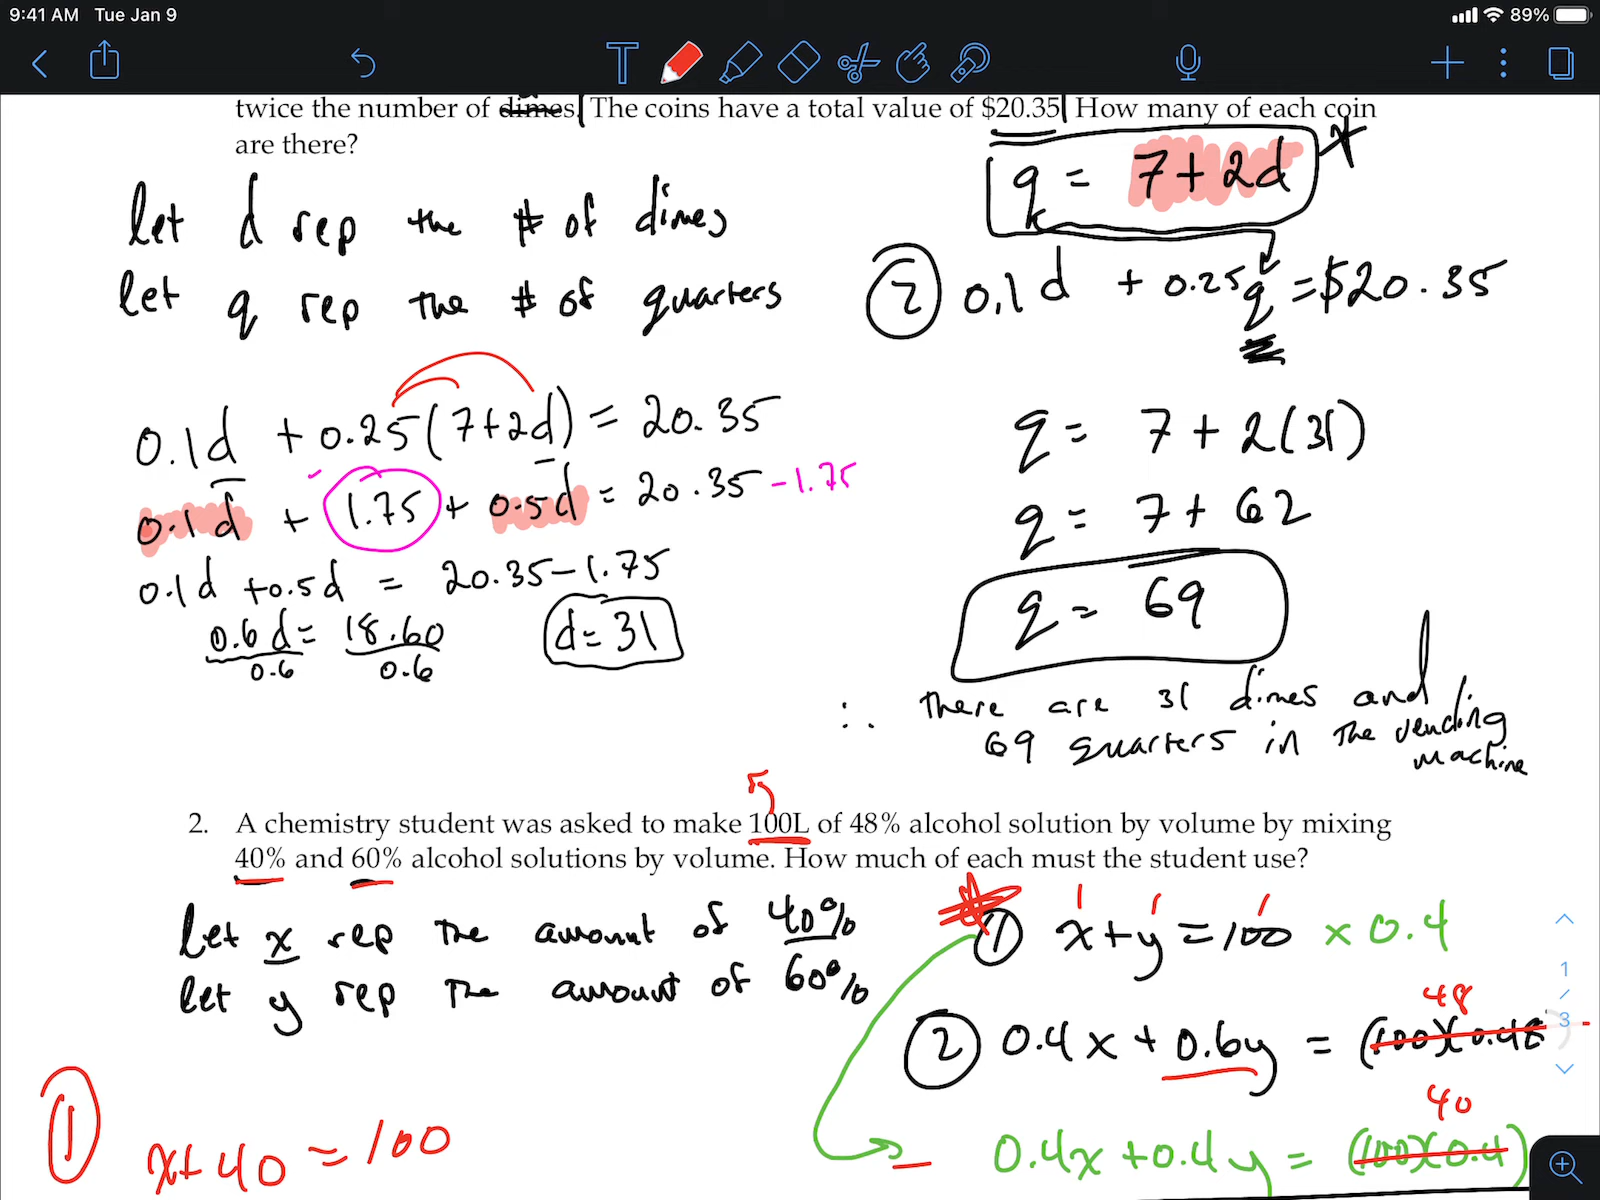 9:41 AM Tue Jan 9
89%
twice the number of dimes. The coins have a total value of $20.35. How many of each coin
are there?
q = 7+2d
let d rep the # of dimes
let q rep the # of quarters
② 0.1d + 0.25q = $20.35
0.1d + 0.25(7+2d) = 20.35
0.1d + 1.75 + 0.5d = 20.35 - 1.75
0.1d + 0.5d = 20.35 - 1.75
0.6d = 18.60
0.6 0.6
d = 31
q = 7 + 2(31)
q = 7 + 62
q = 69
∴ There are 31 dimes and
69 quarters in the vending
machine
2. A chemistry student was asked to make 100L of 48% alcohol solution by volume by mixing
40% and 60% alcohol solutions by volume. How much of each must the student use?
Let x rep the amount of 40%
let y rep the amount of 60%
① x+y = 100 x 0.4
48
② 0.4x + 0.6y = (100)(0.48
40
- 0.4x + 0.4y = (100)(0.4)
① x+40 = 100
1
/
3